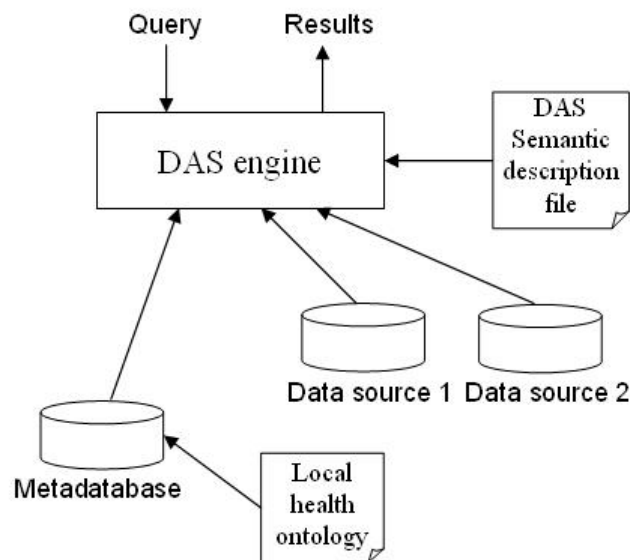 Query
Results
DAS engine
DAS
Semantic
description
file
Data source 1
Data source 2
Metadatabase
Local
health
ontology